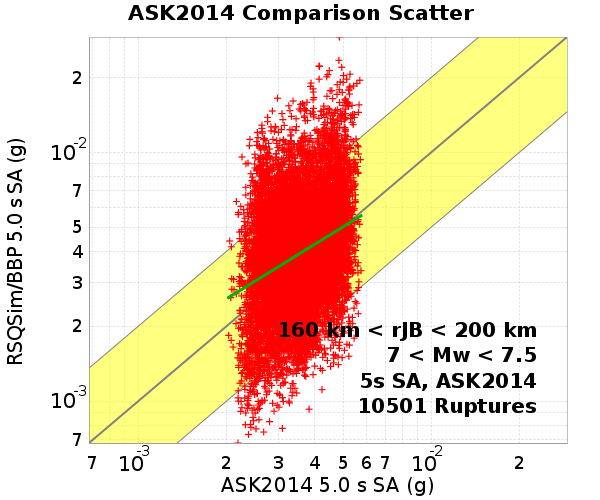 ASK2014 Comparison Scatter
RSQSim/BBP 5.0 s SA (g)
2
10-2
7
5
4
3
2
10-3
7
160 km < rJB < 200 km
7 < Mw < 7.5
5s SA, ASK2014
10501 Ruptures
7 10-3 2 3 4 5 6 7 10-2 2
ASK2014 5.0 s SA (g)